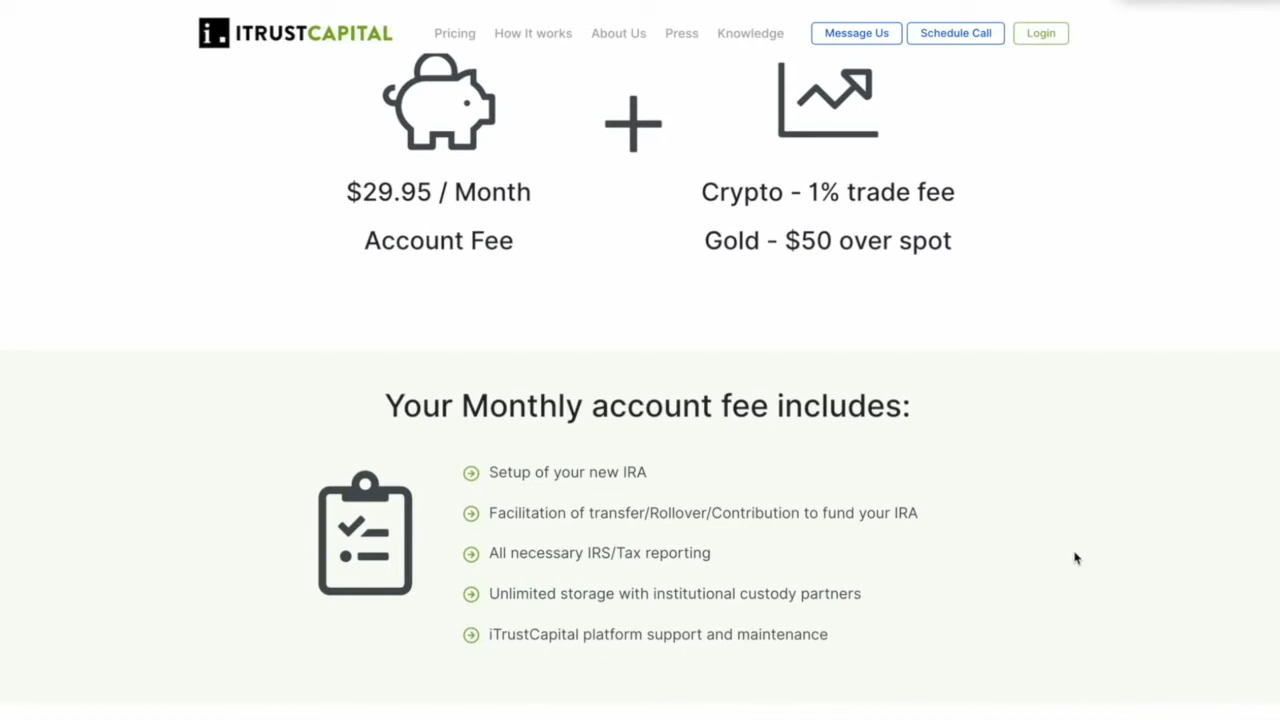 i. ITRUSTCAPITAL Pricing How It works About Us Press Knowledge Message Us Schedule Call Login
$29.95 / Month
Account Fee
Crypto - 1% trade fee
Gold - $50 over spot
Your Monthly account fee includes:
Setup of your new IRA
Facilitation of transfer/Rollover/Contribution to fund your IRA
All necessary IRS/Tax reporting
Unlimited storage with institutional custody partners
iTrustCapital platform support and maintenance